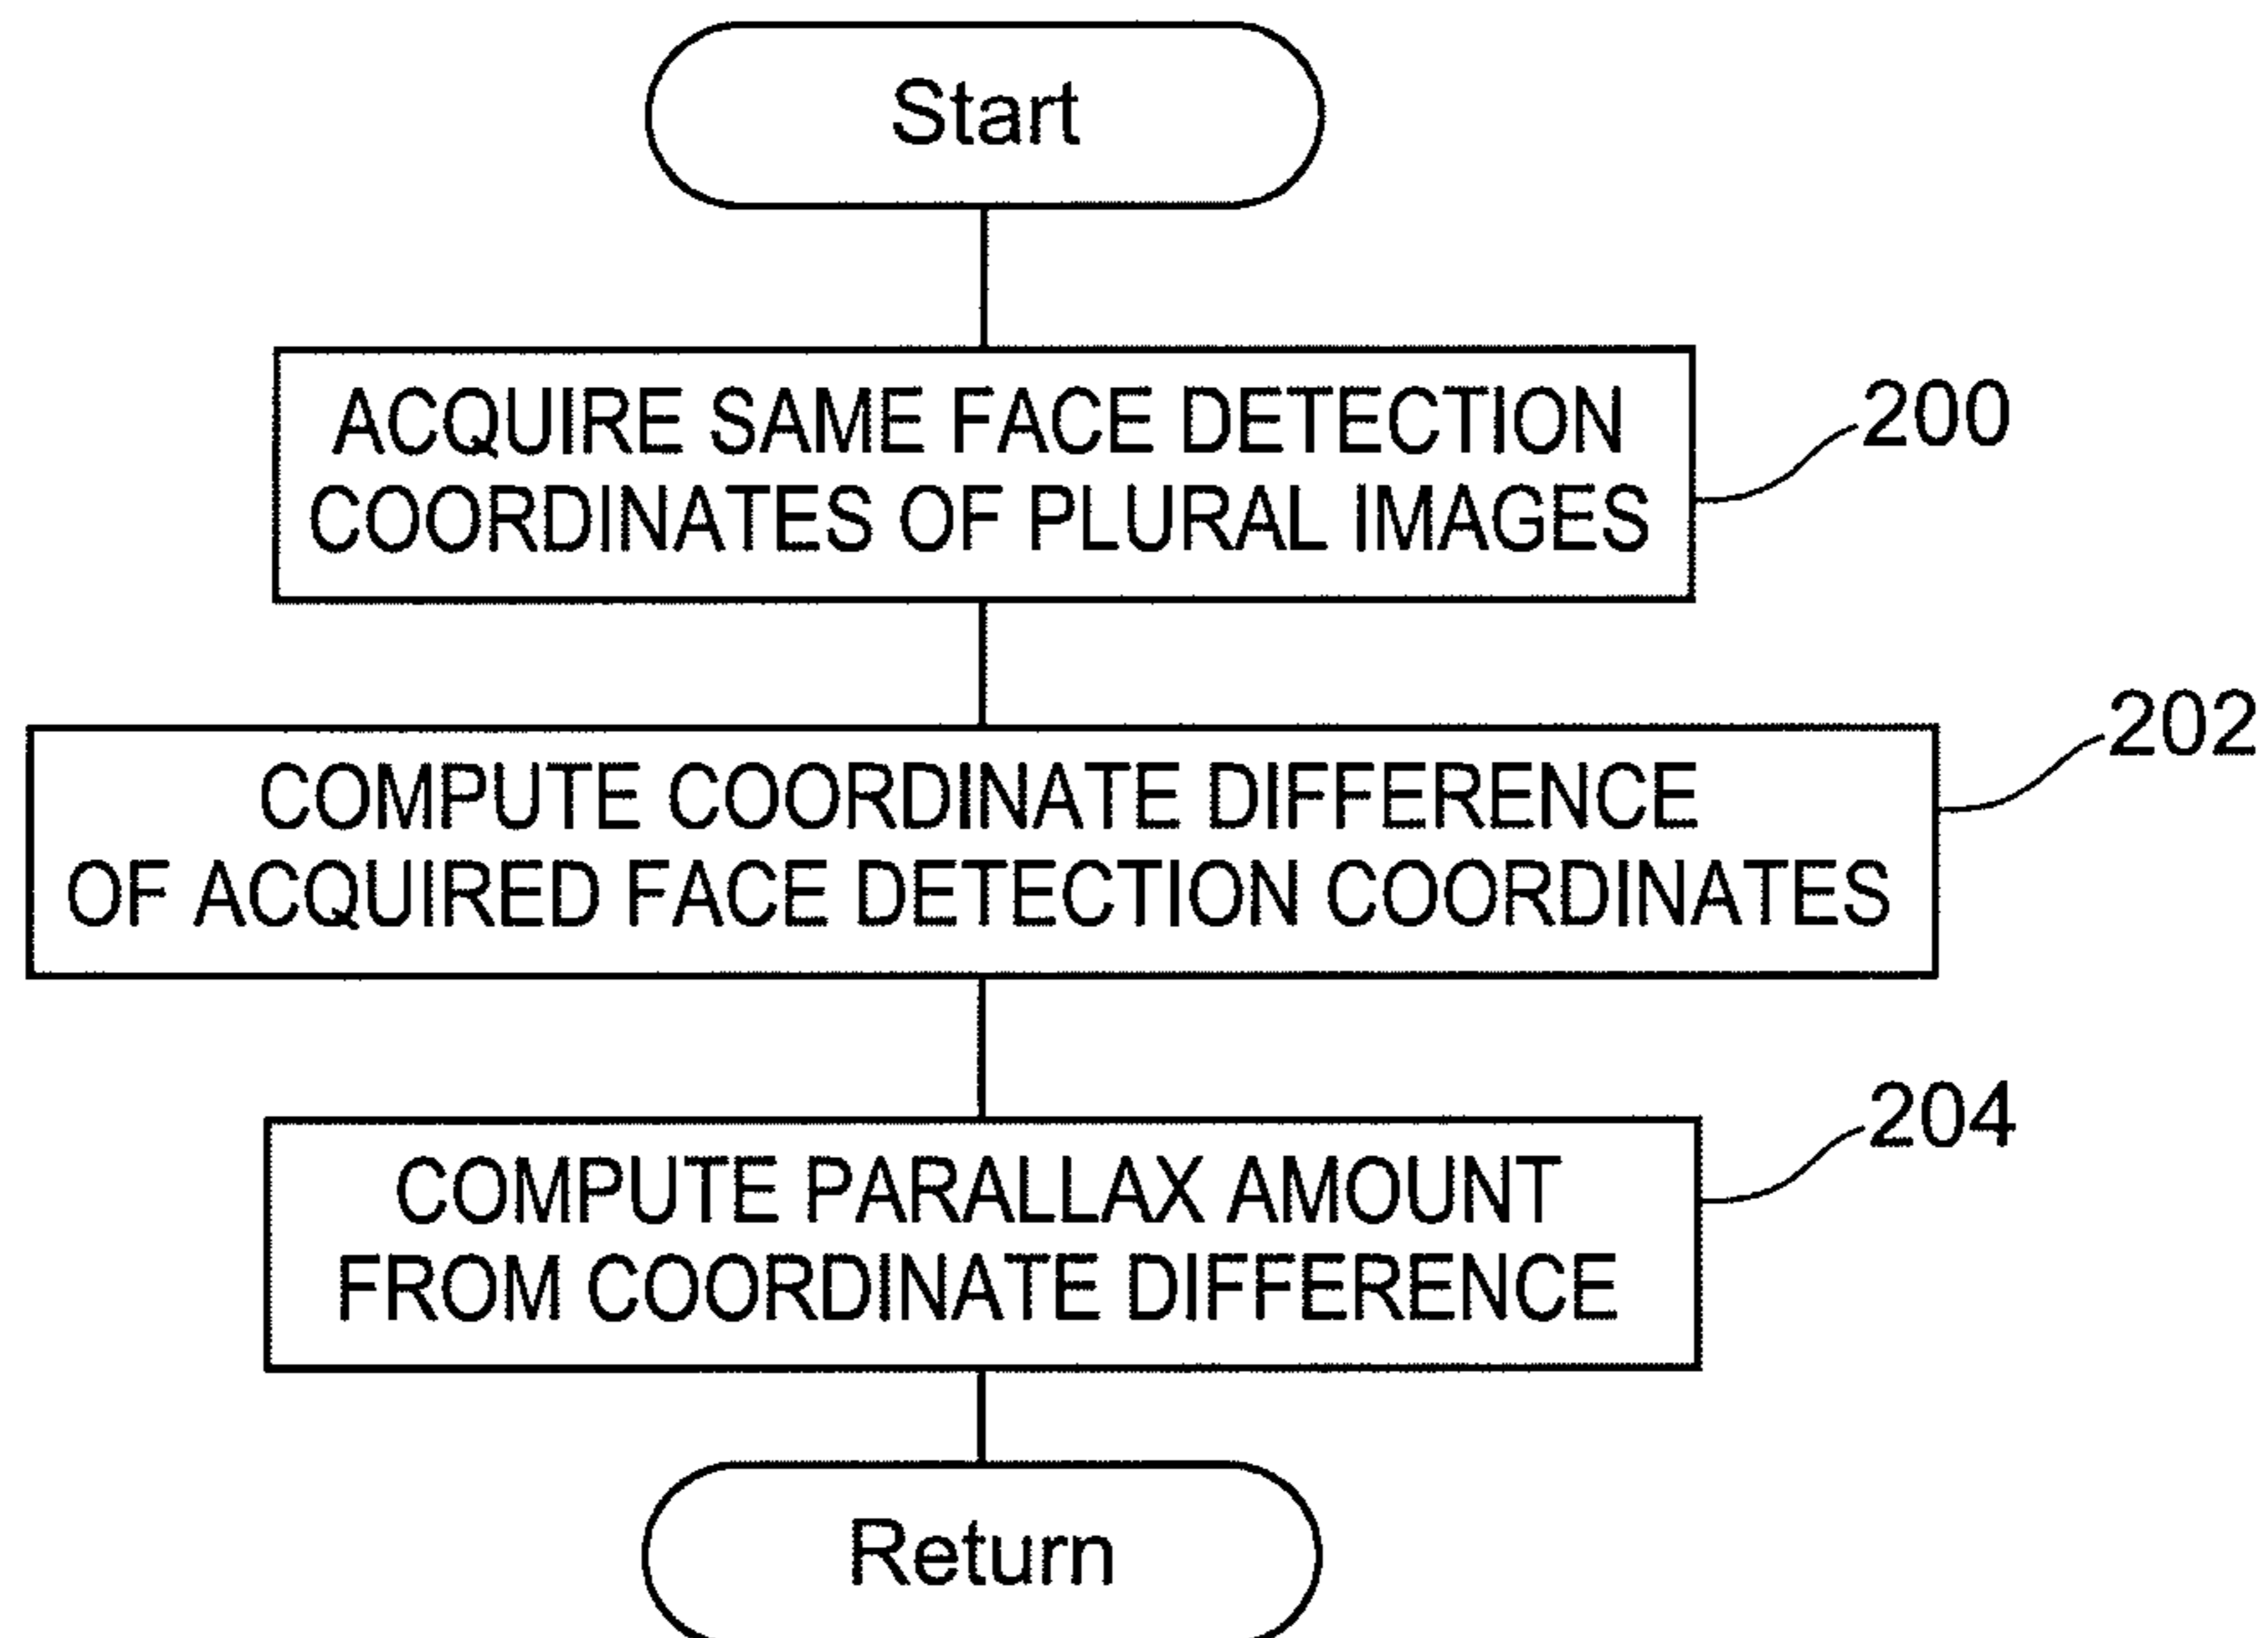 Start
ACQUIRE SAME FACE DETECTION
COORDINATES OF PLURAL IMAGES
200
COMPUTE COORDINATE DIFFERENCE
OF ACQUIRED FACE DETECTION COORDINATES
202
COMPUTE PARALLAX AMOUNT
FROM COORDINATE DIFFERENCE
204
Return